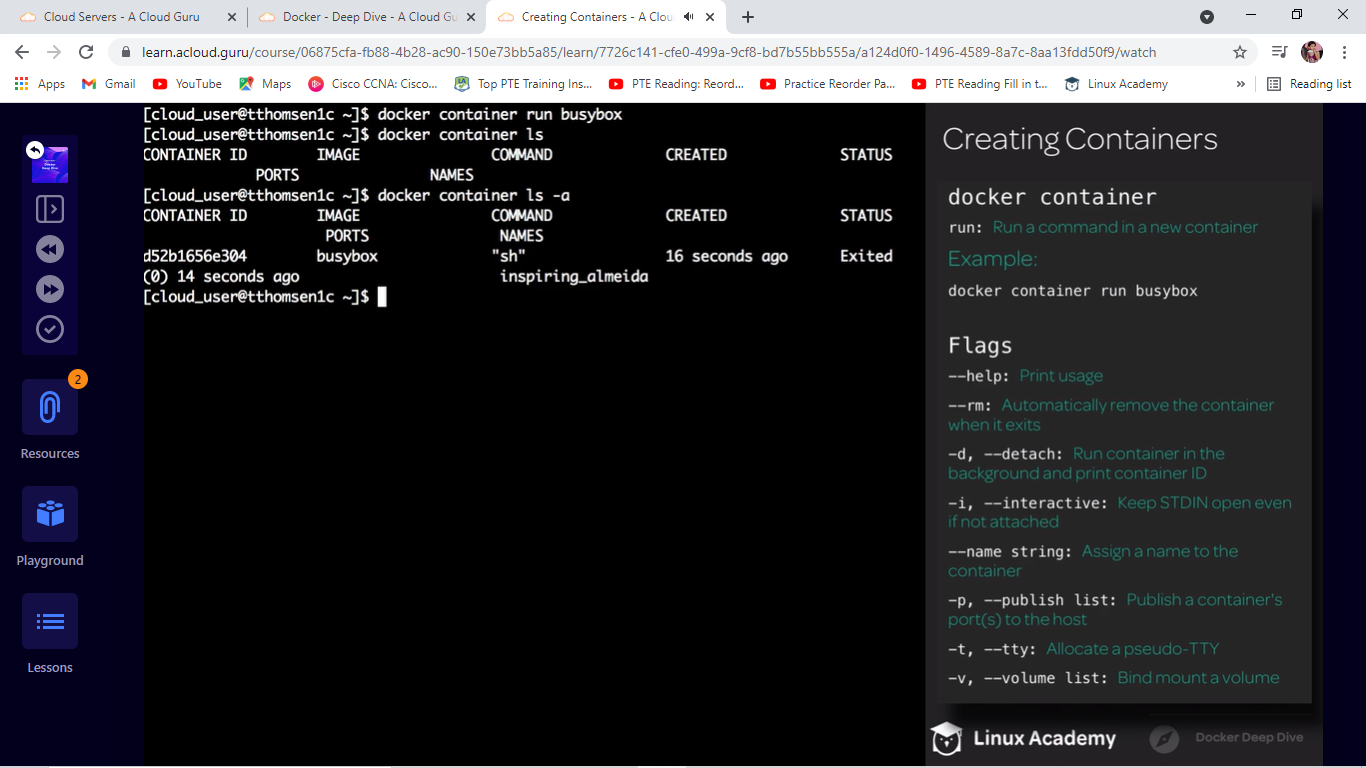 Cloud Servers - A Cloud Guru
Docker - Deep Dive - A Cloud Gu
Creating Containers - A Clou
learn.acloud.guru/course/06875cfa-fb88-4b28-ac90-150e73bb5a85/learn/7726c141-cfe0-499a-9cf8-bd7b55bb555a/a124d0f0-1496-4589-8a7c-8aa13fdd50f9/watch
Apps Gmail YouTube Maps Cisco CCNA: Cisco... Top PTE Training Ins... PTE Reading: Reord... Practice Reorder Pa... PTE Reading Fill in t... Linux Academy » Reading list
2
Resources
Playground
Lessons
[cloud_user@tthomsen1c ~]$ docker container run busybox
[cloud_user@tthomsen1c ~]$ docker container ls
CONTAINER ID IMAGE COMMAND CREATED STATUS
PORTS NAMES
[cloud_user@tthomsen1c ~]$ docker container ls -a
CONTAINER ID IMAGE COMMAND CREATED STATUS
PORTS NAMES
d52b1656e304 busybox "sh" 16 seconds ago Exited
(0) 14 seconds ago inspiring_almeida
[cloud_user@tthomsen1c ~]$
Creating Containers
docker container
run: Run a command in a new container
Example:
docker container run busybox
Flags
--help: Print usage
--rm: Automatically remove the container
when it exits
-d, --detach: Run container in the
background and print container ID
-i, --interactive: Keep STDIN open even
if not attached
--name string: Assign a name to the
container
-p, --publish list: Publish a container's
port(s) to the host
-t, --tty: Allocate a pseudo-TTY
-v, --volume list: Bind mount a volume
Linux Academy
Docker Deep Dive